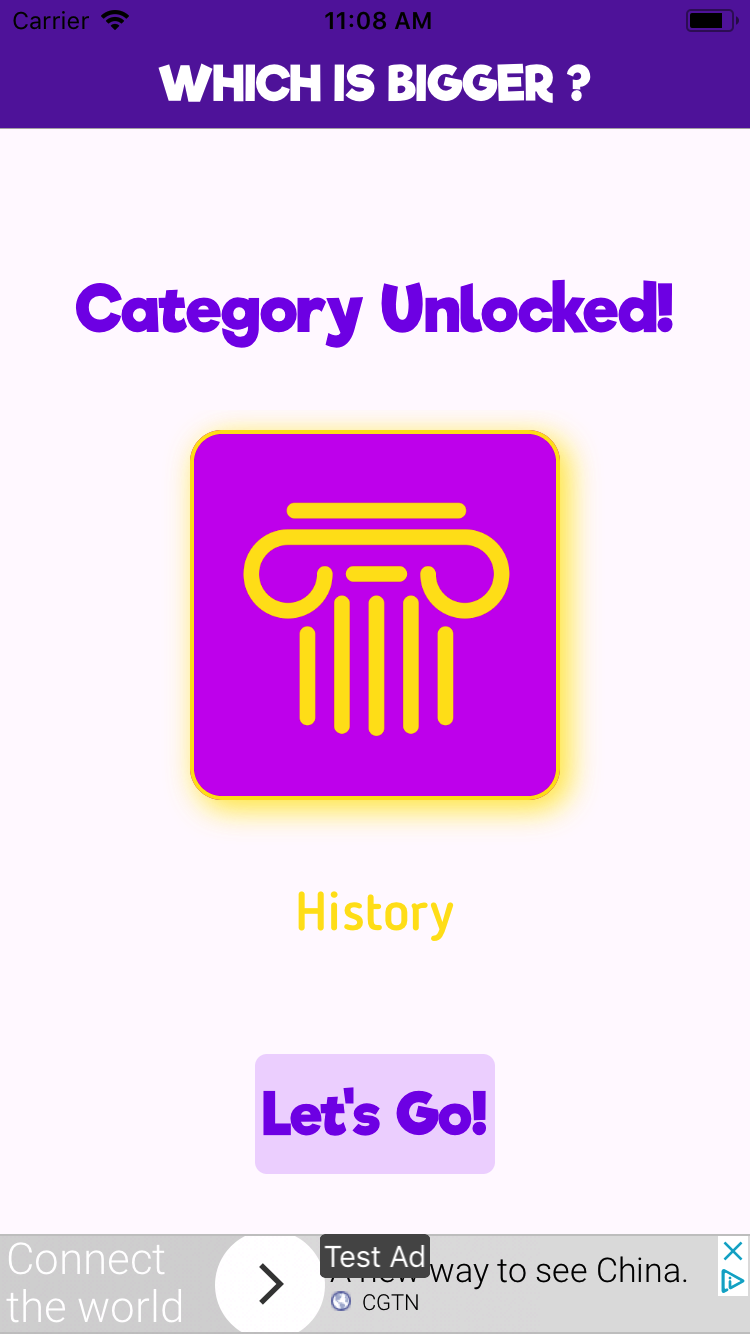 Carrier 11:08 AM
WHICH IS BIGGER ?
Category Unlocked!
History
Let's Go!
Connect
the world
Test Ad
way to see China.
CGTN